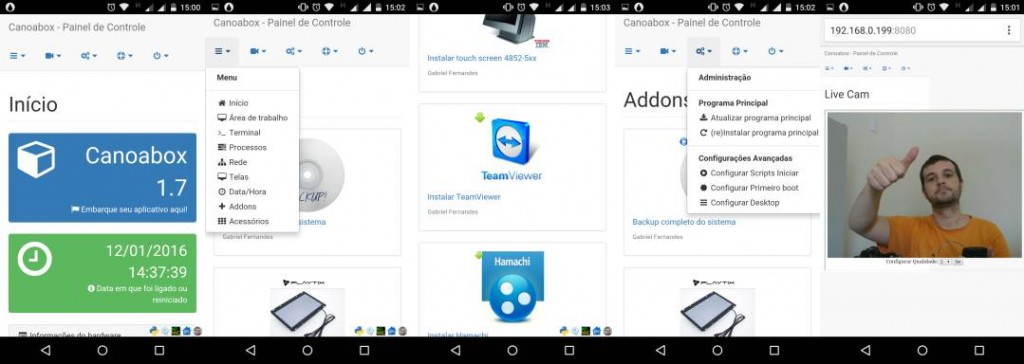 15:00
Canoabox - Painel de Controle
Início
Canoabox
1.7
Embarque seu aplicativo aqui!
12/01/2016
14:37:39
Data em que foi ligado ou
reiniciado
Informações do hardware
15:02
Canoabox - Painel de Controle
Menu
Início
Área de trabalho
Terminal
Processos
Rede
Telas
Data/Hora
Addons
Acessórios
sistema
Gabriel Fernandes
PLAYTIX
15:03
IBM
Instalar touch screen 4852-5xx
Gabriel Fernandes
TeamViewer
Instalar TeamViewer
Gabriel Fernandes
Hamachi
Instalar Hamachi
15:02
Canoabox - Painel de Controle
Addons
Administração
Programa Principal
Atualizar programa principal
(re)Instalar programa principal
Configurações Avançadas
Configurar Scripts Iniciar
Configurar Primeiro boot
Configurar Desktop
BACKUP!
Backup completo do sistema
Gabriel Fernandes
PLAYTIX
15:01
192.168.0.199:8080
Canoabox - Painel de Controle
Live Cam
Configurar Qualidade: